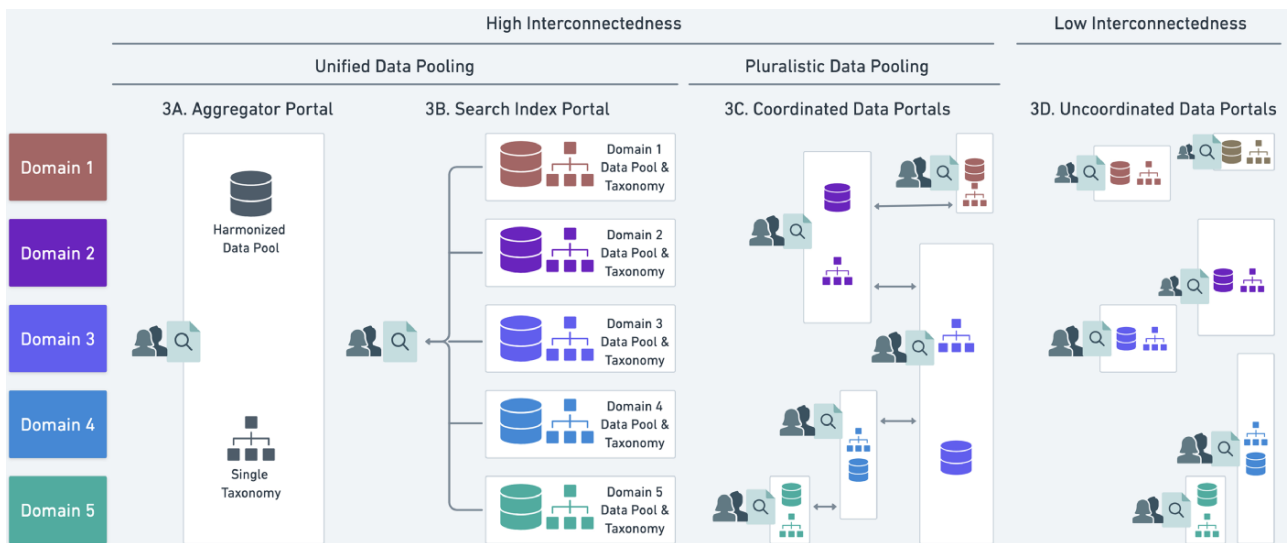 High Interconnectedness
Low Interconnectedness
Unified Data Pooling
Pluralistic Data Pooling
3A. Aggregator Portal
3B. Search Index Portal
3C. Coordinated Data Portals
3D. Uncoordinated Data Portals
Domain 1
Domain 2
Domain 3
Domain 4
Domain 5
Harmonized
Data Pool
Single
Taxonomy
Domain 1
Data Pool &
Taxonomy
Domain 2
Data Pool &
Taxonomy
Domain 3
Data Pool &
Taxonomy
Domain 4
Data Pool &
Taxonomy
Domain 5
Data Pool &
Taxonomy